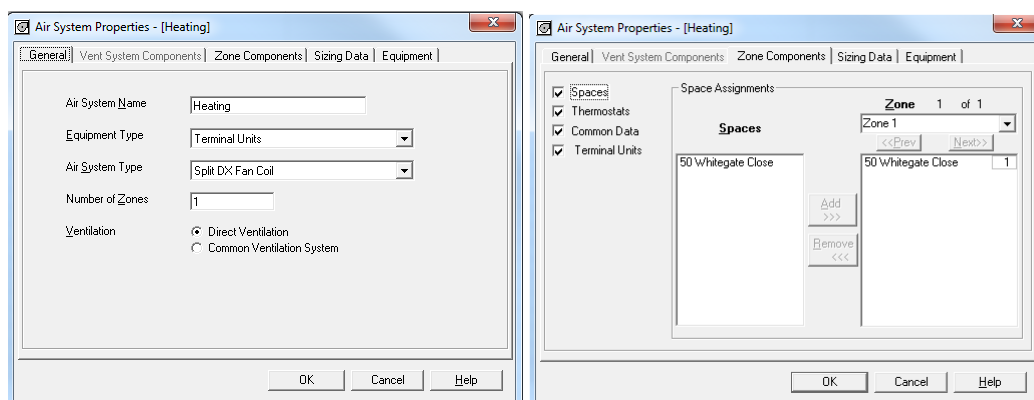 Air System Properties - [Heating]
General Vent System Components Zone Components Sizing Data Equipment
Air System Name Heating
Equipment Type Terminal Units
Air System Type Split DX Fan Coil
Number of Zones 1
Ventilation Direct Ventilation
Common Ventilation System
OK Cancel Help
Air System Properties - [Heating]
General Vent System Components Zone Components Sizing Data Equipment
Spaces
Thermostats
Common Data
Terminal Units
Space Assignments
Spaces
Zone 1 of 1
Zone 1
<<Prev Next>>
50 Whitegate Close
Add
>>>
Remove
<<<
50 Whitegate Close 1
OK Cancel Help